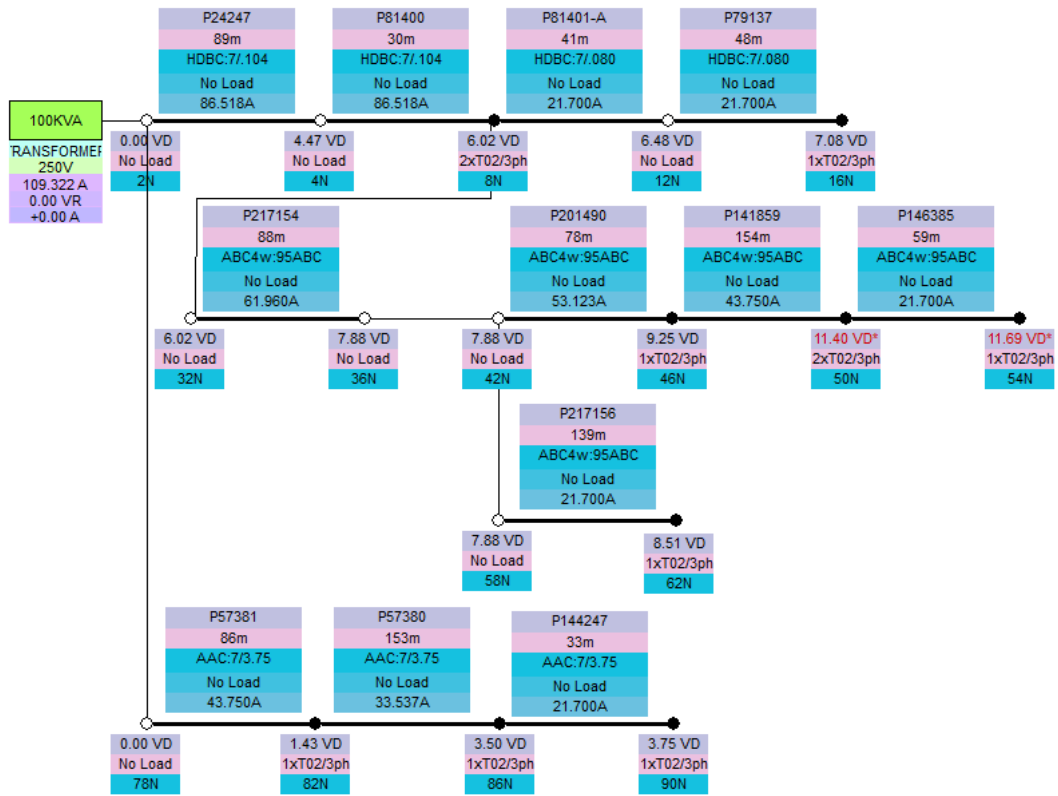 P24247
P81400
P81401-A
P79137
89m
30m
41m
48m
HDBC:7/.104
HDBC:7/.104
HDBC:7/.080
HDBC:7/.080
No Load
No Load
No Load
No Load
86.518A
86.518A
21.700A
21.700A
100KVA
RANSFORMER
250V
109.322 A
0.00 VR
+0.00 A
0.00 VD
4.47 VD
6.02 VD
6.48 VD
7.08 VD
No Load
No Load
2xT02/3ph
No Load
1xT02/3ph
2N
4N
8N
12N
16N
P217154
P201490
P141859
P146385
88m
78m
154m
59m
ABC4w:95ABC
ABC4w:95ABC
ABC4w:95ABC
ABC4w:95ABC
No Load
No Load
No Load
No Load
61.960A
53.123A
43.750A
21.700A
6.02 VD
7.88 VD
7.88 VD
9.25 VD
11.40 VD*
11.69 VD*
No Load
No Load
No Load
1xT02/3ph
2xT02/3ph
1xT02/3ph
32N
36N
42N
46N
50N
54N
P217156
139m
ABC4w:95ABC
No Load
21.700A
7.88 VD
8.51 VD
No Load
1xT02/3ph
58N
62N
P57381
P57380
P144247
86m
153m
33m
AAC:7/3.75
AAC:7/3.75
AAC:7/3.75
No Load
No Load
No Load
43.750A
33.537A
21.700A
0.00 VD
1.43 VD
3.50 VD
3.75 VD
No Load
1xT02/3ph
1xT02/3ph
1xT02/3ph
78N
82N
86N
90N